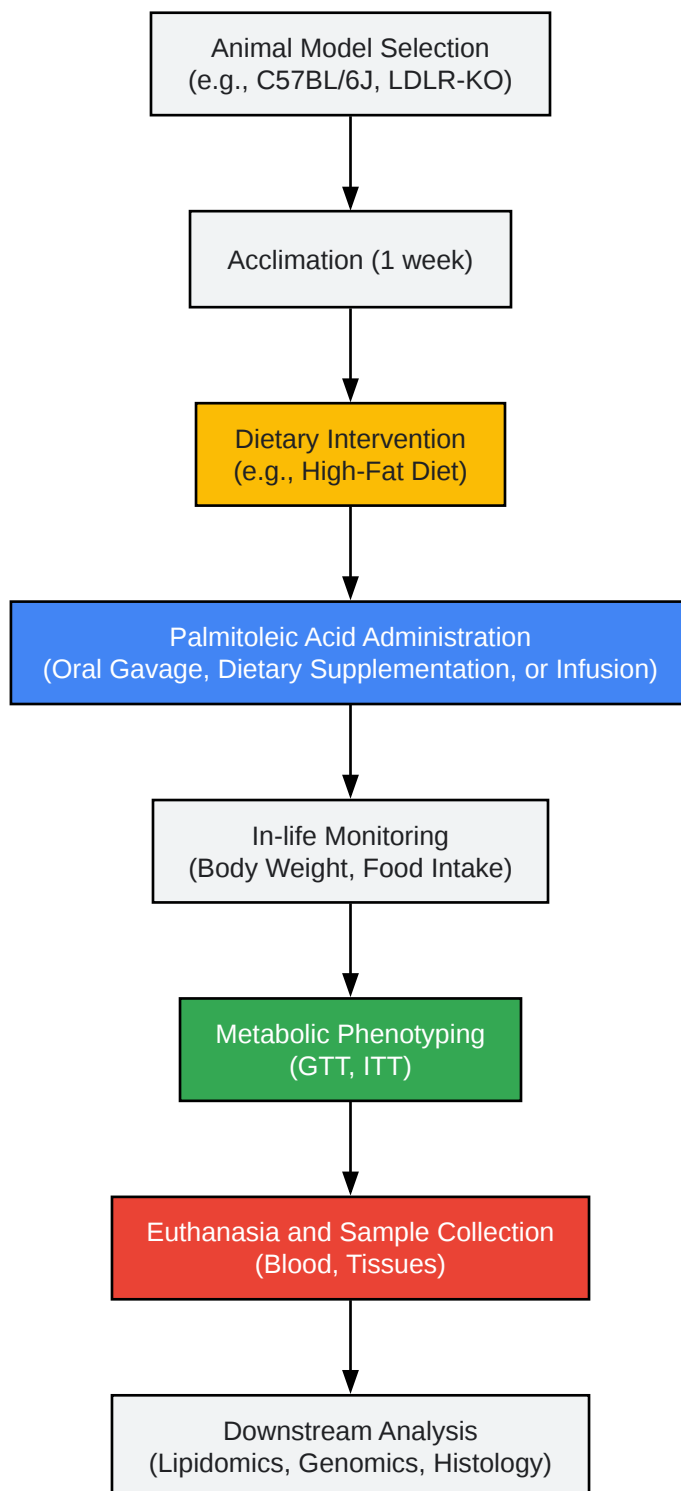 Animal Model Selection
(e.g., C57BL/6J, LDLR-KO)
Acclimation (1 week)
Dietary Intervention
(e.g., High-Fat Diet)
Palmitoleic Acid Administration
(Oral Gavage, Dietary Supplementation, or Infusion)
In-life Monitoring
(Body Weight, Food Intake)
Metabolic Phenotyping
(GTT, ITT)
Euthanasia and Sample Collection
(Blood, Tissues)
Downstream Analysis
(Lipidomics, Genomics, Histology)